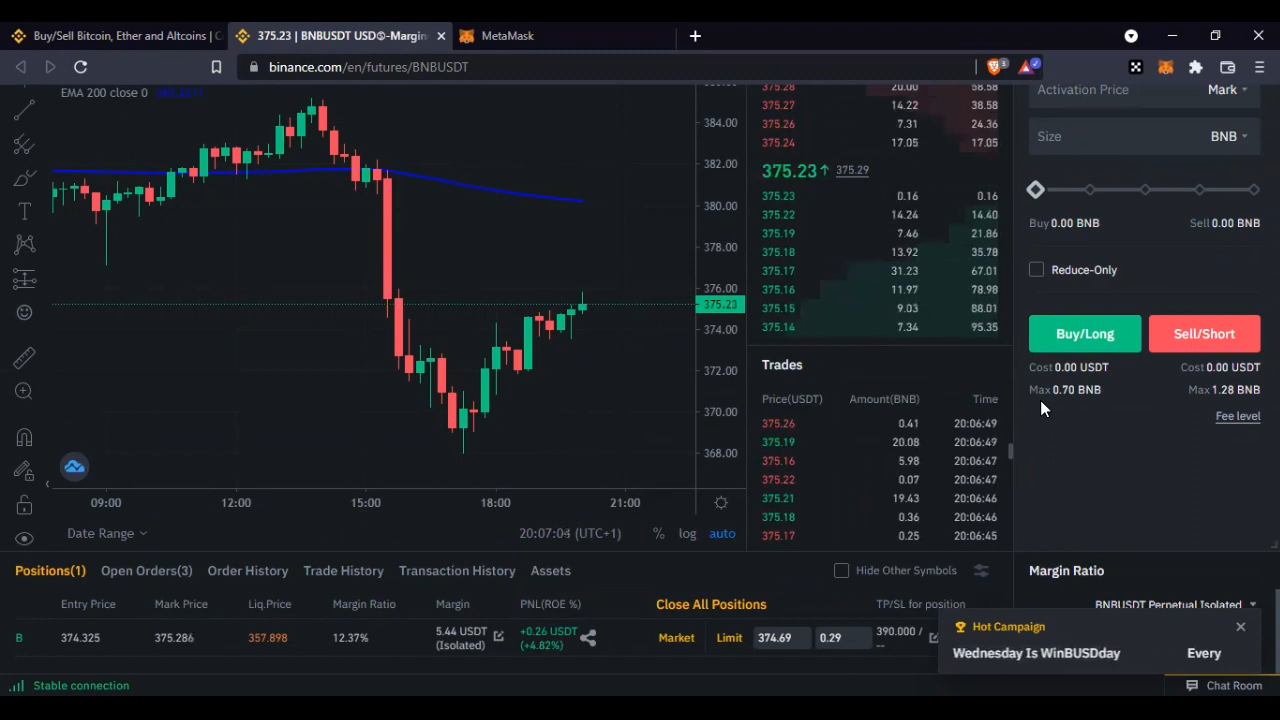 Buy/Sell Bitcoin, Ether and Altcoins | C
375.23 | BNBUSDT USDⓈ-Margin
MetaMask
binance.com/en/futures/BNBUSDT
EMA 200 close 0
384.00
382.00
380.00
378.00
376.00
375.23
374.00
372.00
370.00
368.00
09:00 12:00 15:00 18:00 21:00
Date Range 20:07:04 (UTC+1) % log auto
375.28 20.00 58.58
375.27 14.22 38.58
375.26 7.31 24.36
375.24 17.05 17.05
375.23↑ 375.29
375.23 0.16 0.16
375.22 14.24 14.40
375.19 7.46 21.86
375.18 13.92 35.78
375.17 31.23 67.01
375.16 11.97 78.98
375.15 9.03 88.01
375.14 7.34 95.35
Trades
Price(USDT) Amount(BNB) Time
375.26 0.41 20:06:49
375.19 20.08 20:06:49
375.16 5.98 20:06:47
375.22 0.07 20:06:47
375.21 19.43 20:06:46
375.18 0.36 20:06:46
375.17 0.25 20:06:45
Activation Price Mark
Size BNB
Buy 0.00 BNB Sell 0.00 BNB
Reduce-Only
Buy/Long Sell/Short
Cost 0.00 USDT Cost 0.00 USDT
Max 0.70 BNB Max 1.28 BNB
Fee level
Positions(1) Open Orders(3) Order History Trade History Transaction History Assets Hide Other Symbols
Entry Price Mark Price Liq.Price Margin Ratio Margin PNL(ROE %) Close All Positions TP/SL for position
B 374.325 375.286 357.898 12.37% 5.44 USDT (Isolated) +0.26 USDT (+4.82%) Market Limit 374.69 0.29 390.000 / --
Margin Ratio
BNBUSDT Perpetual Isolated
Hot Campaign
Wednesday Is WinBUSDday Every
Stable connection
Chat Room